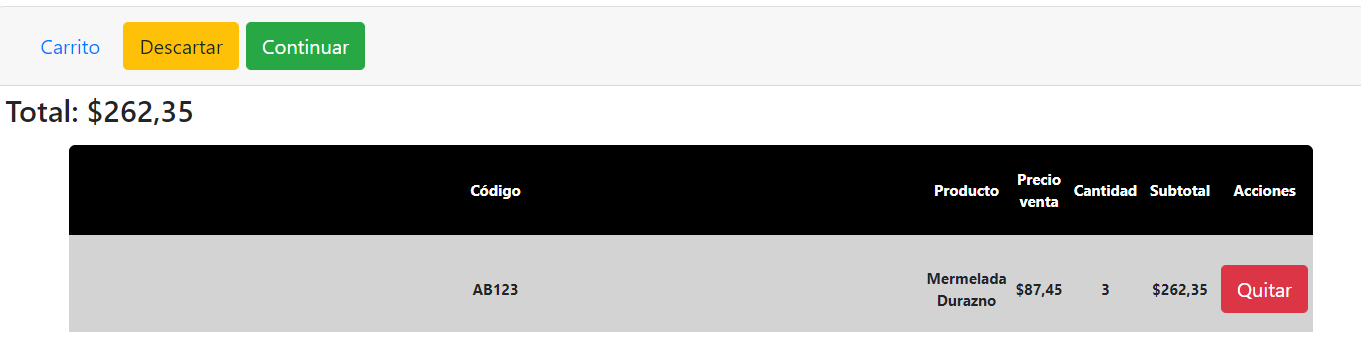 Carrito Descartar Continuar
Total: $262,35
Código Producto Precio venta Cantidad Subtotal Acciones
AB123 Mermelada Durazno $87,45 3 $262,35 Quitar